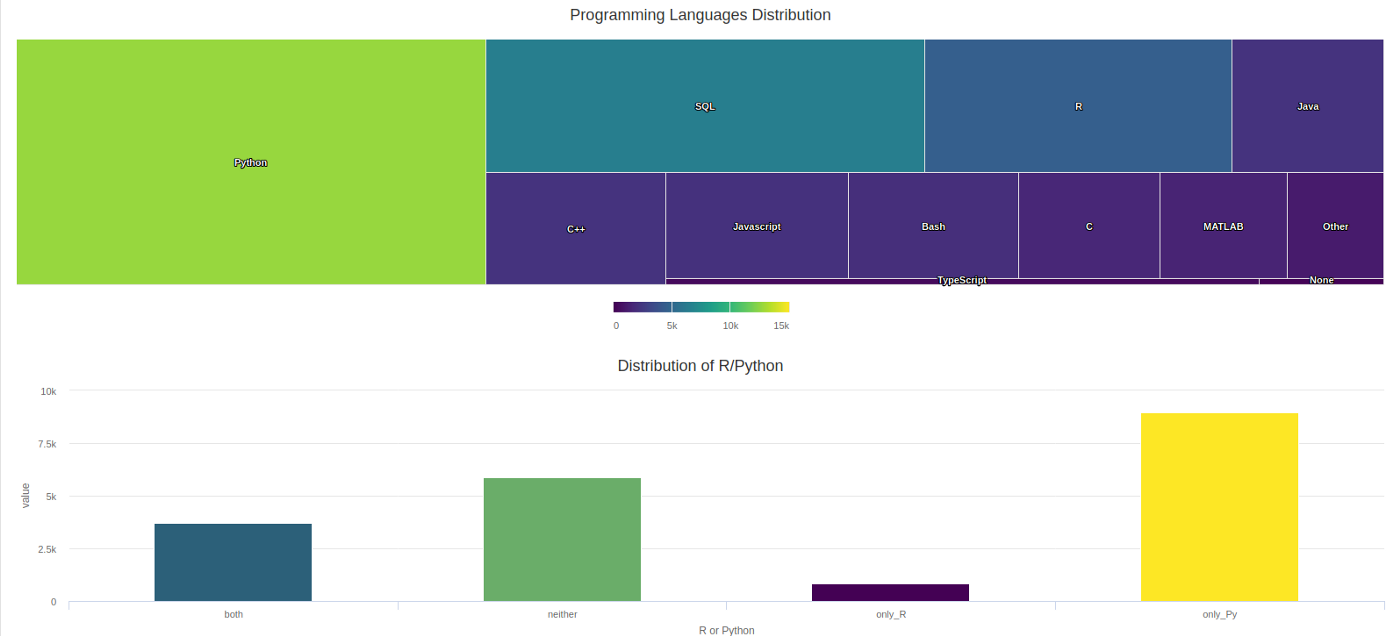 Programming Languages Distribution
Python
SQL
R
Java
C++
Javascript
Bash
C
MATLAB
Other
TypeScript
None
0 5k 10k 15k
Distribution of R/Python
10k
7.5k
5k
2.5k
0
value
both neither only_R only_Py
R or Python